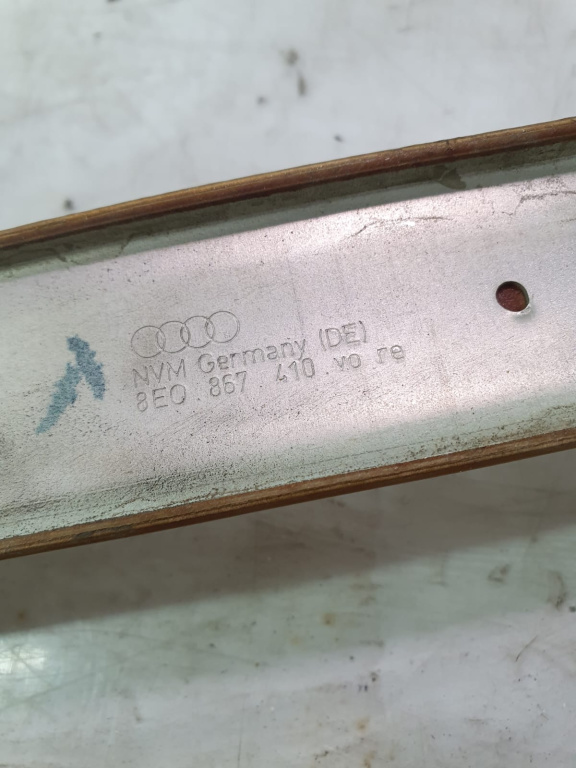 NVM Germany (DE)
8E0 867 410 vo re